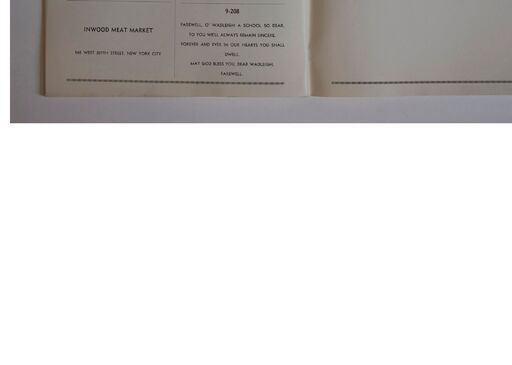 INWOOD MEAT MARKET
WEST 207TH STREET, NEW YORK CITY
9-208
FAREWELL, O' WADLEIGH A SCHOOL SO DEAR,
TO YOU WE'LL ALWAYS REMAIN SINCERE,
FOREVER AND EVER IN OUR HEARTS YOU SHALL
DWELL.
MAY GOD BLESS YOU, DEAR WADLEIGH,
FAREWELL.